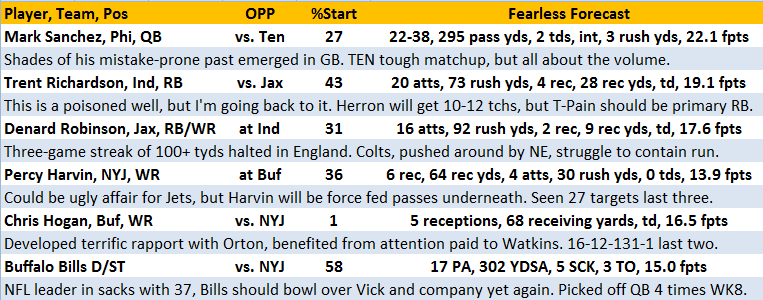 Player, Team, Pos OPP %Start Fearless Forecast
Mark Sanchez, Phi, QB vs. Ten 27 22-38, 295 pass yds, 2 tds, int, 3 rush yds, 22.1 fpts
Shades of his mistake-prone past emerged in GB. TEN tough matchup, but all about the volume.
Trent Richardson, Ind, RB vs. Jax 43 20 atts, 73 rush yds, 4 rec, 28 rec yds, td, 19.1 fpts
This is a poisoned well, but I'm going back to it. Herron will get 10-12 tchs, but T-Pain should be primary RB.
Denard Robinson, Jax, RB/WR at Ind 31 16 atts, 92 rush yds, 2 rec, 9 rec yds, td, 17.6 fpts
Three-game streak of 100+ tyds halted in England. Colts, pushed around by NE, struggle to contain run.
Percy Harvin, NYJ, WR at Buf 36 6 rec, 64 rec yds, 4 atts, 30 rush yds, 0 tds, 13.9 fpts
Could be ugly affair for Jets, but Harvin will be force fed passes underneath. Seen 27 targets last three.
Chris Hogan, Buf, WR vs. NYJ 1 5 receptions, 68 receiving yards, td, 16.5 fpts
Developed terrific rapport with Orton, benefited from attention paid to Watkins. 16-12-131-1 last two.
Buffalo Bills D/ST vs. NYJ 58 17 PA, 302 YDSA, 5 SCK, 3 TO, 15.0 fpts
NFL leader in sacks with 37, Bills should bowl over Vick and company yet again. Picked off QB 4 times WK8.